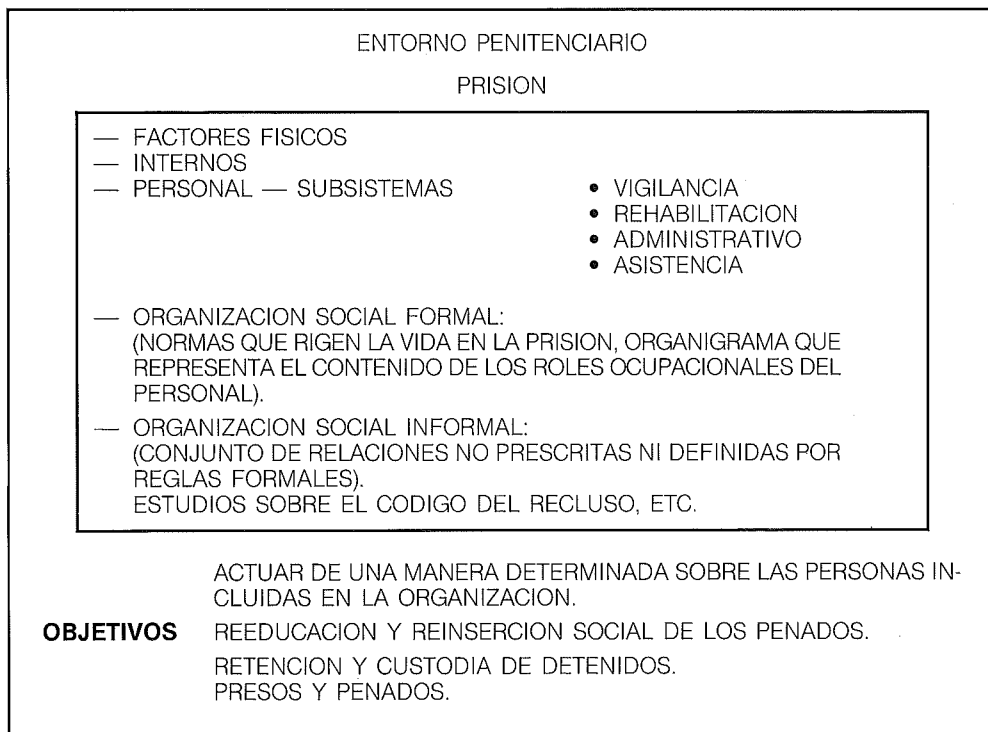 ENTORNO PENITENCIARIO
PRISION
— FACTORES FISICOS
— INTERNOS
— PERSONAL — SUBSISTEMAS • VIGILANCIA
• REHABILITACION
• ADMINISTRATIVO
• ASISTENCIA
— ORGANIZACION SOCIAL FORMAL:
(NORMAS QUE RIGEN LA VIDA EN LA PRISION, ORGANIGRAMA QUE
REPRESENTA EL CONTENIDO DE LOS ROLES OCUPACIONALES DEL
PERSONAL).
— ORGANIZACION SOCIAL INFORMAL:
(CONJUNTO DE RELACIONES NO PRESCRITAS NI DEFINIDAS POR
REGLAS FORMALES).
ESTUDIOS SOBRE EL CODIGO DEL RECLUSO, ETC.
ACTUAR DE UNA MANERA DETERMINADA SOBRE LAS PERSONAS IN-
CLUIDAS EN LA ORGANIZACION.
OBJETIVOS REEDUCACION Y REINSERCION SOCIAL DE LOS PENADOS.
RETENCION Y CUSTODIA DE DETENIDOS.
PRESOS Y PENADOS.